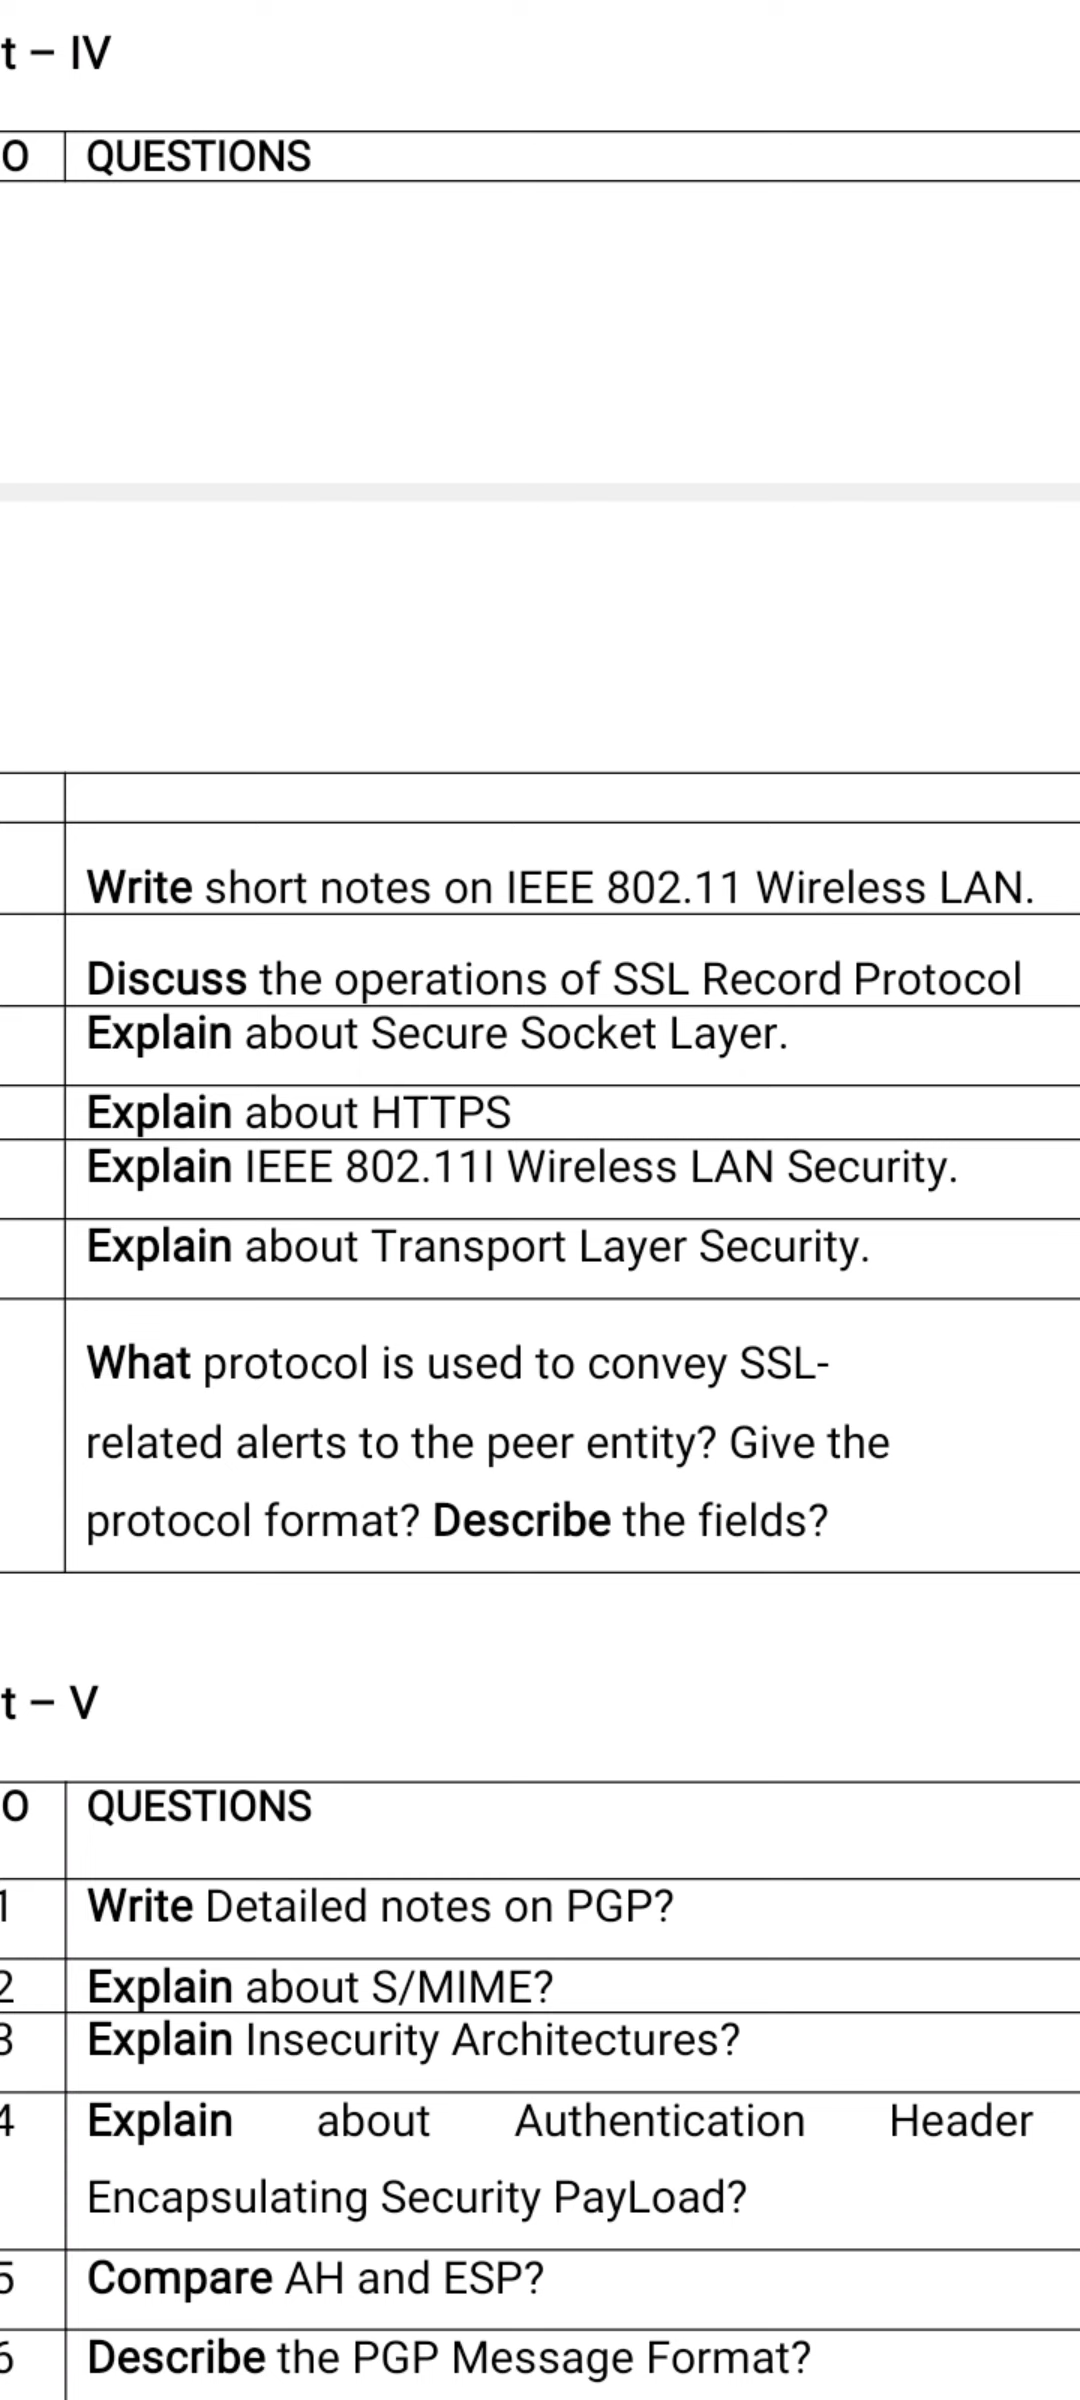 t – IV
O QUESTIONS
Write short notes on IEEE 802.11 Wireless LAN.
Discuss the operations of SSL Record Protocol
Explain about Secure Socket Layer.
Explain about HTTPS
Explain IEEE 802.11I Wireless LAN Security.
Explain about Transport Layer Security.
What protocol is used to convey SSL-
related alerts to the peer entity? Give the
protocol format? Describe the fields?
t – V
O QUESTIONS
1 Write Detailed notes on PGP?
2 Explain about S/MIME?
3 Explain Insecurity Architectures?
4 Explain about Authentication Header
Encapsulating Security PayLoad?
5 Compare AH and ESP?
6 Describe the PGP Message Format?